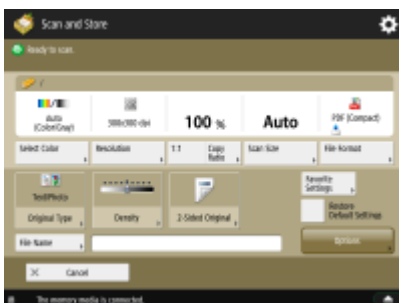 Scan and Store
Ready to scan.
/
Auto
(Color/Gray)
300x300 dpi
100 %
Auto
PDF (Compact)
Select Color
Resolution
1:1
Copy
Ratio
Scan Size
File Format
Text/Photo
Original Type
Density
2-Sided Original
Favorite
Settings
Restore
Default Settings
File Name
Options
Cancel
The memory media is connected.